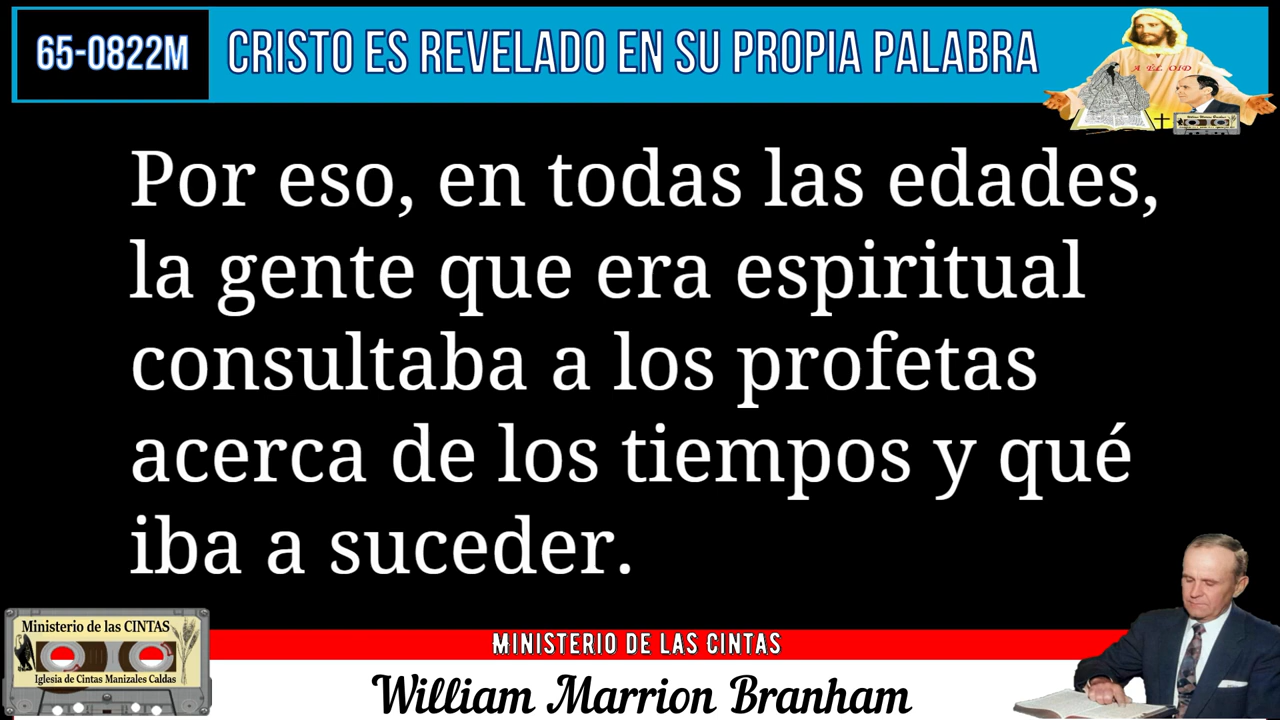 65-0822M
CRISTO ES REVELADO EN SU PROPIA PALABRA
A ÉL OID
Por eso, en todas las edades,
la gente que era espiritual
consultaba a los profetas
acerca de los tiempos y qué
iba a suceder.
Ministerio de las CINTAS
Iglesia de Cintas Manizales Caldas
MINISTERIO DE LAS CINTAS
William Marrion Branham